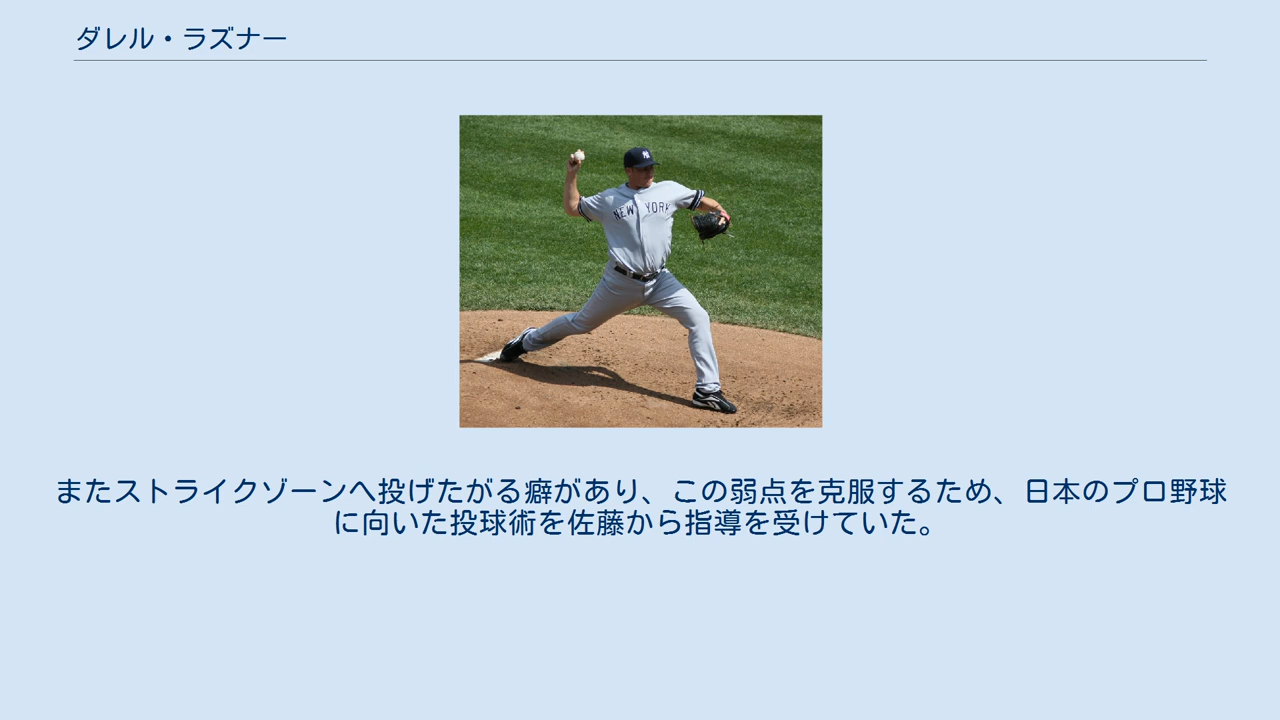 ダレル・ラズナー
NEW YORK
またストライクゾーンへ投げたがる癖があり、この弱点を克服するため、日本のプロ野球
に向いた投球術を佐藤から指導を受けていた。